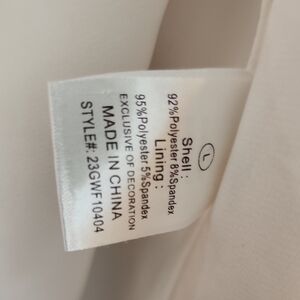 L
Shell :
92%Polyester 8%Spandex
Lining :
95%Polyester 5%Spandex
EXCLUSIVE OF DECORATION
MADE IN CHINA
STYLE#: 23GWF10404